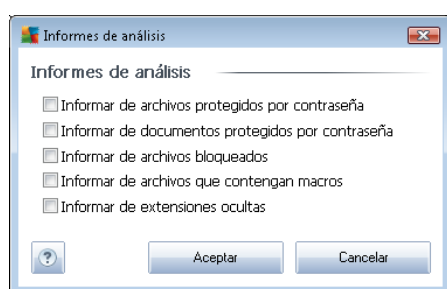 Informes de análisis
Informes de análisis
Informar de archivos protegidos por contraseña
Informar de documentos protegidos por contraseña
Informar de archivos bloqueados
Informar de archivos que contengan macros
Informar de extensiones ocultas
? Aceptar Cancelar